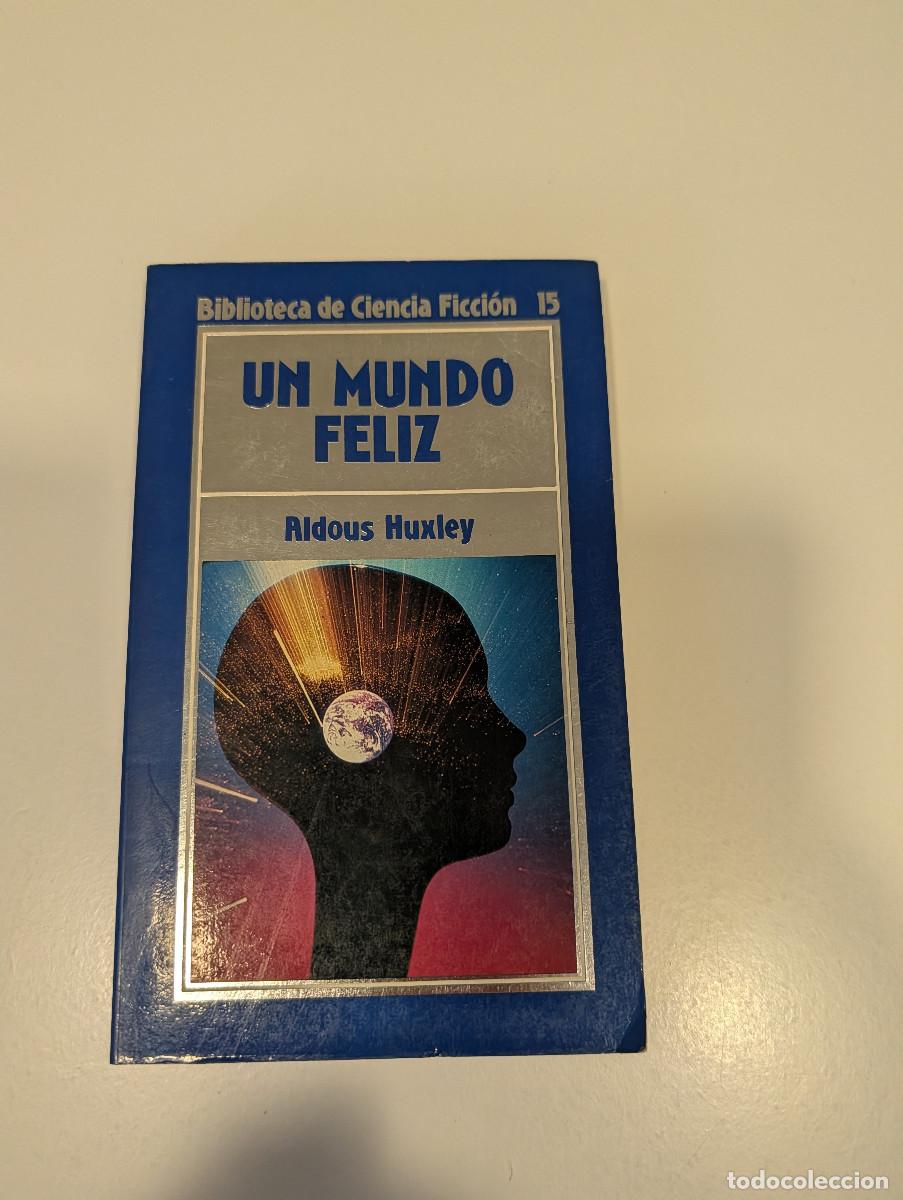 Biblioteca de Ciencia Ficción 15
UN MUNDO
FELIZ
Aldous Huxley
todocoleccion